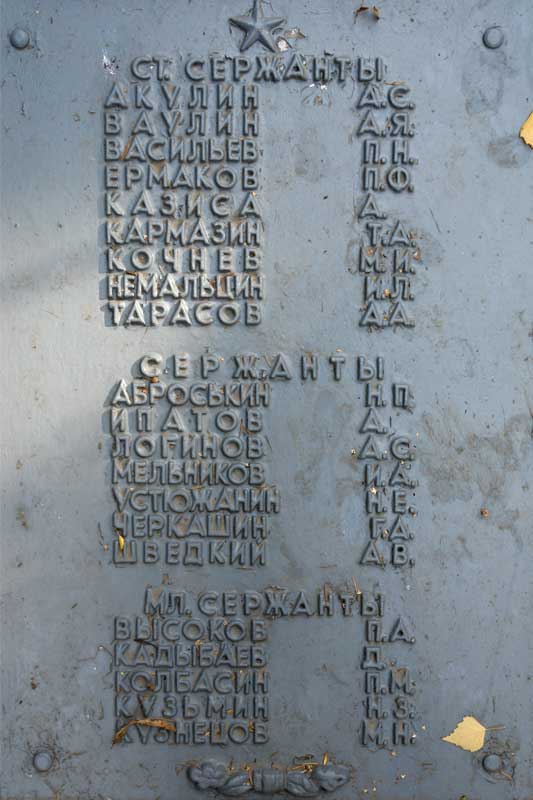 СТ. СЕРЖАНТЫ
АКУЛИН А.С.
ВАУЛИН А.Я.
ВАСИЛЬЕВ П.Н.
ЕРМАКОВ П.Ф.
КАЗИСА А.
КАРМАЗИН Т.А.
КОЧНЕВ М.И.
НЕМАЛЬЦИН И.Л.
ТАРАСОВ А.А.
СЕРЖАНТЫ
АБРОСЬКИН Н.П.
ИПАТОВ А.
ЛОГИНОВ А.С.
МЕЛЬНИКОВ И.А.
УСТЮЖАНИН Н.Е.
ЧЕРКАШИН Г.А.
ШВЕДКИЙ А.В.
МЛ. СЕРЖАНТЫ
ВЫСОКОВ П.А.
КАДЫБАЕВ Д.
КОЛБАСИН П.М.
КУЗЬМИН Н.З.
КУЗНЕЦОВ М.Н.